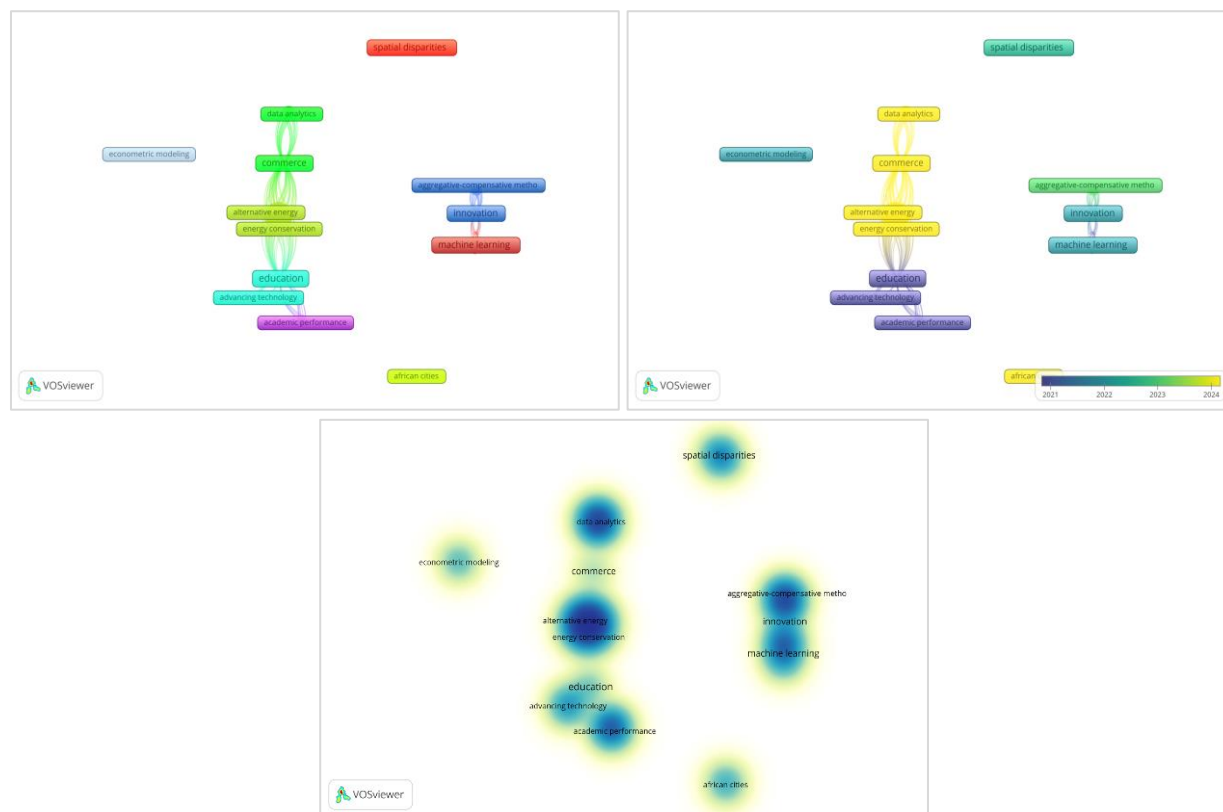 spatial disparities
data analytics
econometric modeling
commerce
aggregative-compensative metho
alternative energy
innovation
energy conservation
machine learning
education
advancing technology
academic performance
african cities
VOSviewer
spatial disparities
data analytics
econometric modeling
commerce
aggregative-compensative metho
alternative energy
innovation
energy conservation
machine learning
education
advancing technology
academic performance
african
VOSviewer
2021 2022 2023 2024
spatial disparities
data analytics
econometric modeling
commerce
aggregative-compensative metho
alternative energy
innovation
energy conservation
machine learning
education
advancing technology
academic performance
african cities
VOSviewer